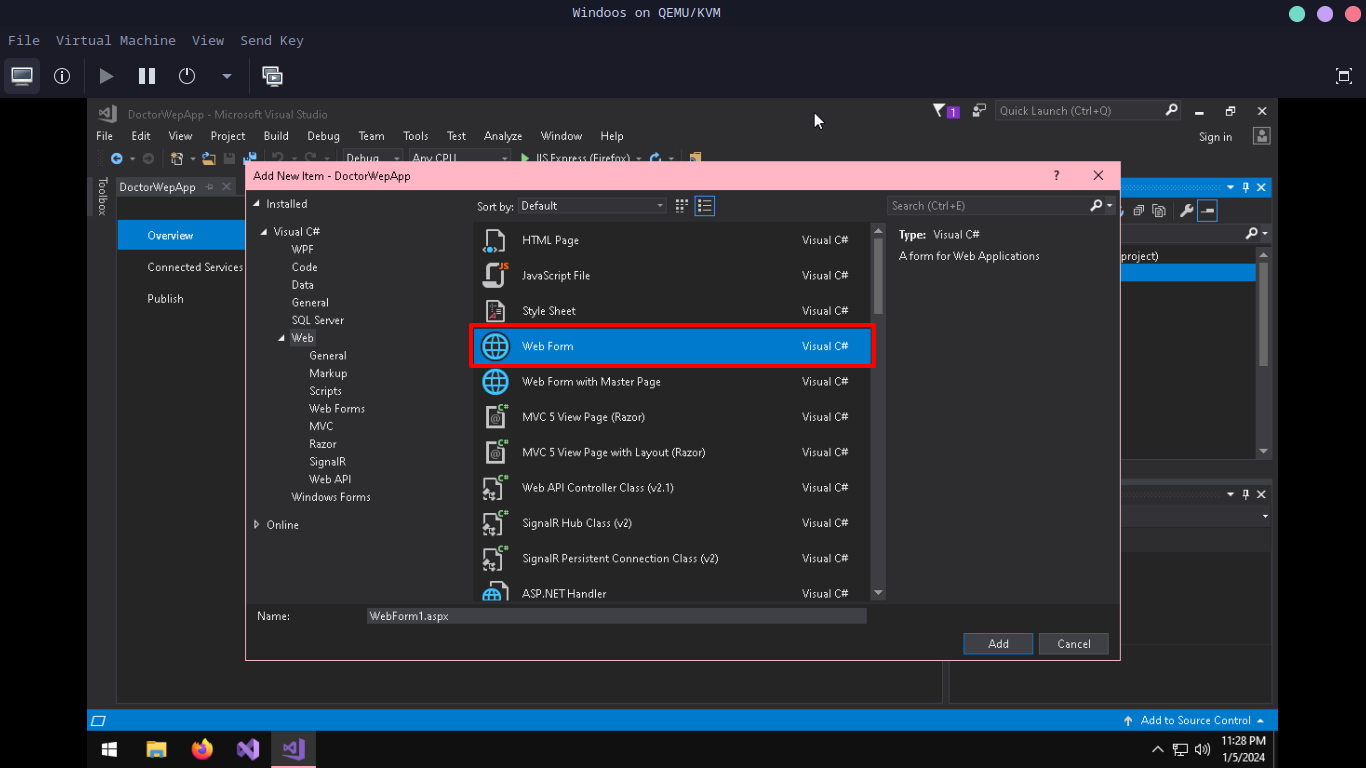 Windoos on QEMU/KVM
File Virtual Machine View Send Key
DoctorWepApp - Microsoft Visual Studio
1
Quick Launch (Ctrl+Q)
File Edit View Project Build Debug Team Tools Test Analyze Window Help
Sign in
Debug Any CPU IIS Express (Firefox)
Toolbox
DoctorWepApp
Overview
Connected Services
Publish
Add New Item - DoctorWepApp
?
Installed
Visual C#
WPF
Code
Data
General
SQL Server
Web
General
Markup
Scripts
Web Forms
MVC
Razor
SignalR
Web API
Windows Forms
Online
Sort by: Default
Search (Ctrl+E)
HTML Page Visual C#
JavaScript File Visual C#
Style Sheet Visual C#
Web Form Visual C#
Web Form with Master Page Visual C#
MVC 5 View Page (Razor) Visual C#
MVC 5 View Page with Layout (Razor) Visual C#
Web API Controller Class (v2.1) Visual C#
SignalR Hub Class (v2) Visual C#
SignalR Persistent Connection Class (v2) Visual C#
ASP.NET Handler Visual C#
Type: Visual C#
A form for Web Applications
project)
Name: WebForm1.aspx
Add Cancel
Add to Source Control
11:28 PM
1/5/2024